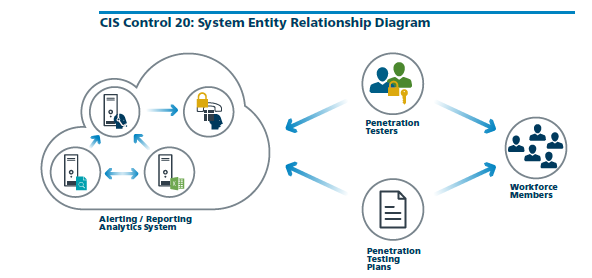 CIS Control 20: System Entity Relationship Diagram
Penetration
Testers
Workforce
Members
Alerting / Reporting
Analytics System
Penetration
Testing
Plans